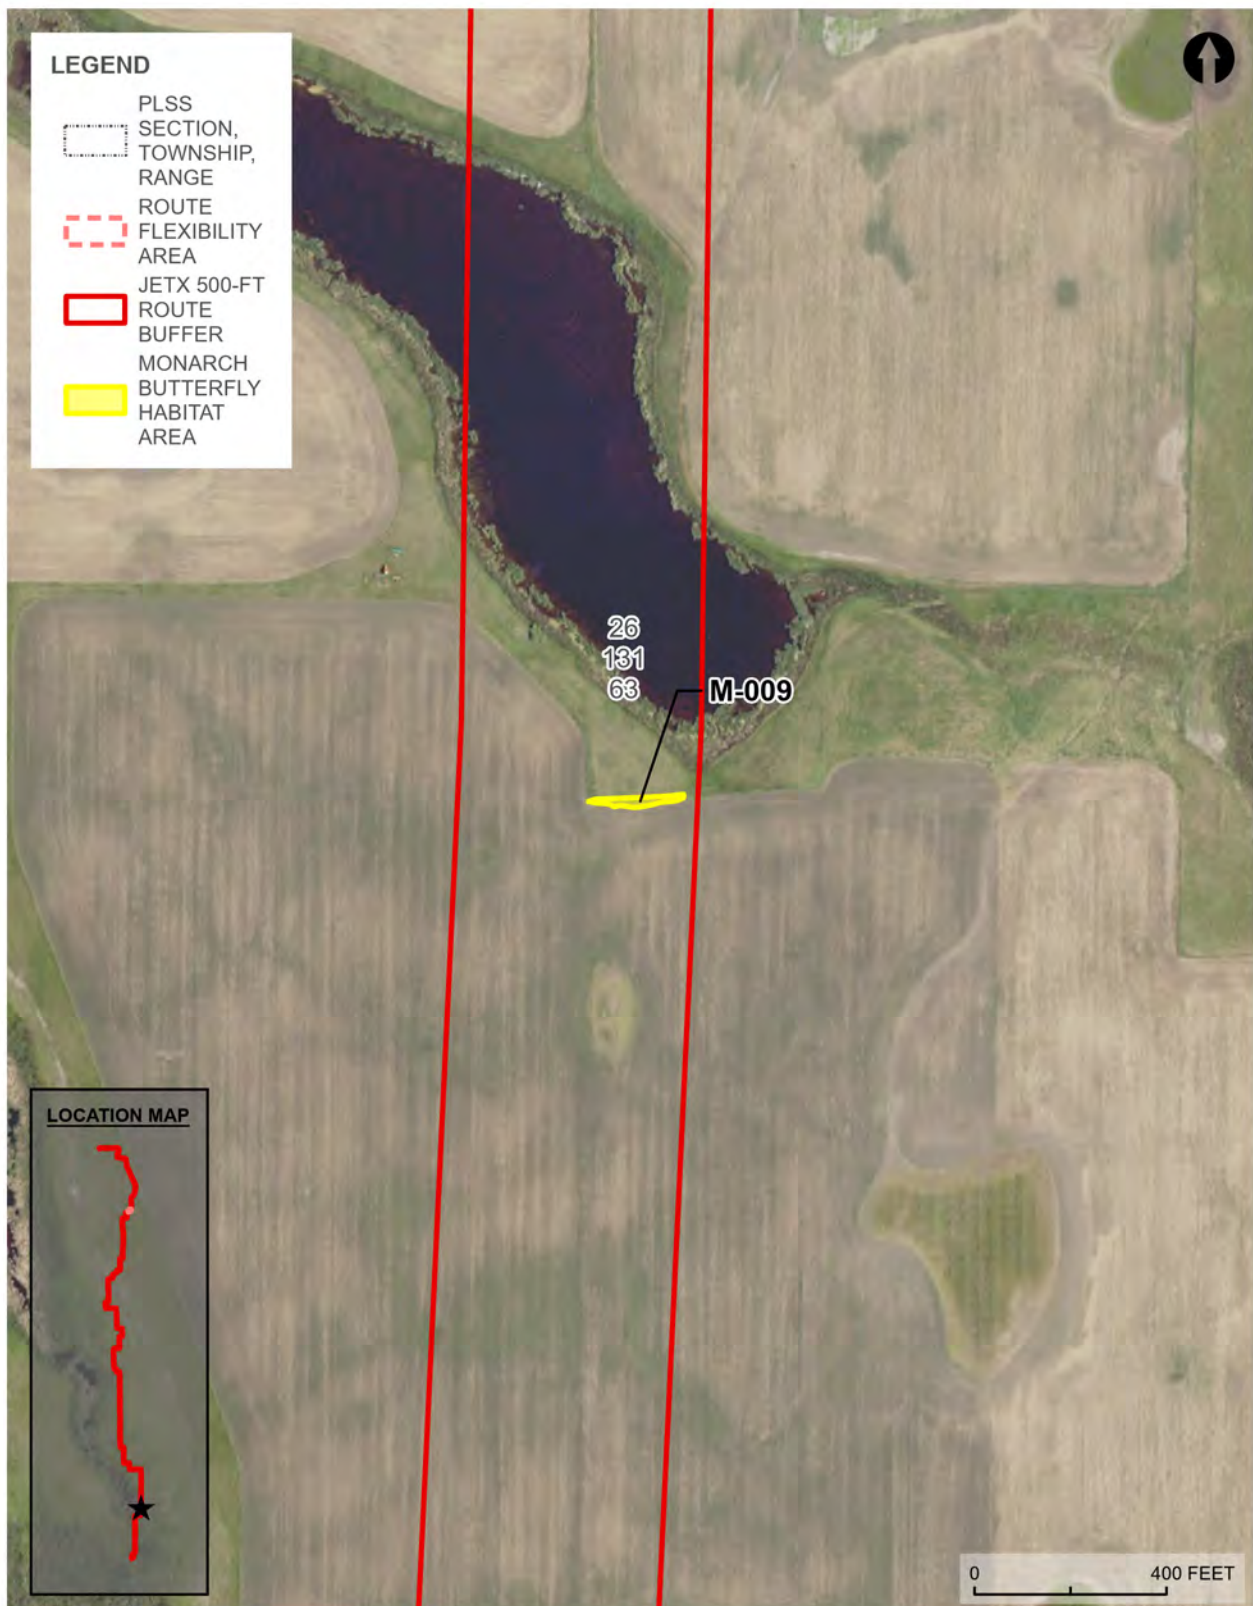 LEGEND
PLSS
SECTION,
TOWNSHIP,
RANGE
ROUTE
FLEXIBILITY
AREA
JETX 500-FT
ROUTE
BUFFER
MONARCH
BUTTERFLY
HABITAT
AREA
26
131
63
M-009
LOCATION MAP
0 400 FEET